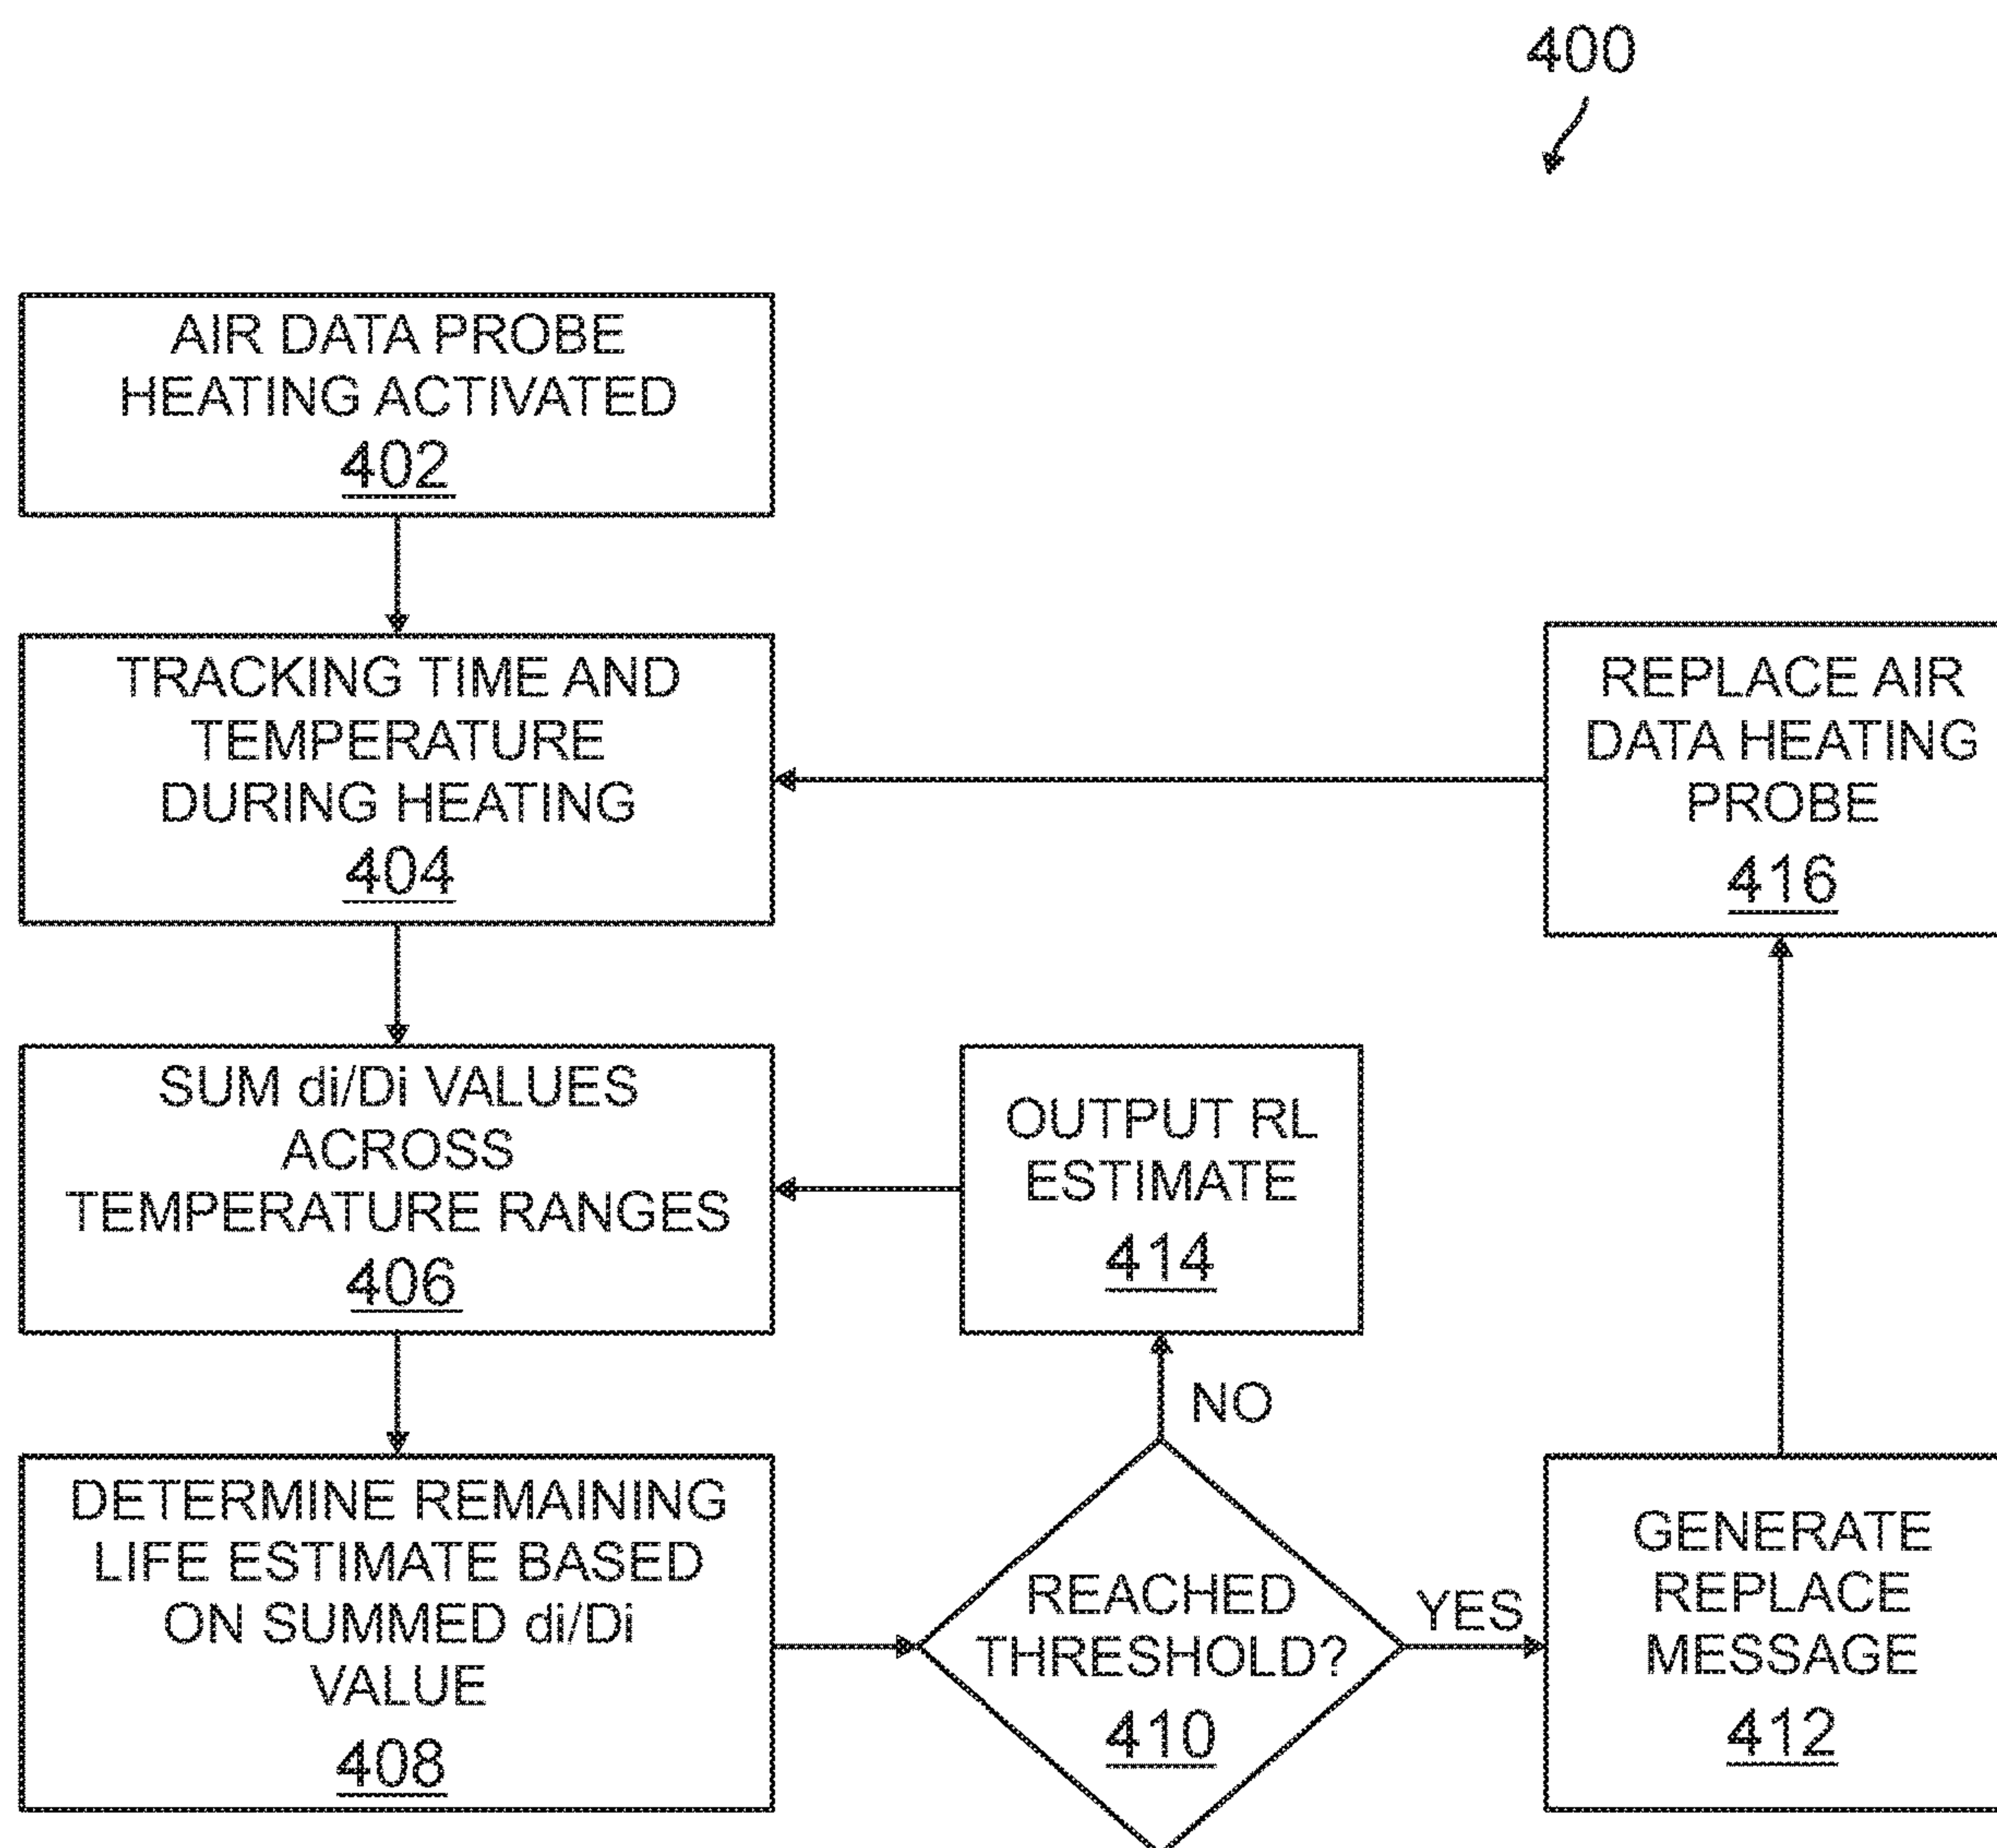 400
AIR DATA PROBE
HEATING ACTIVATED
402
TRACKING TIME AND
TEMPERATURE
DURING HEATING
404
REPLACE AIR
DATA HEATING
PROBE
416
SUM di/Di VALUES
ACROSS
TEMPERATURE RANGES
406
OUTPUT RL
ESTIMATE
414
NO
DETERMINE REMAINING
LIFE ESTIMATE BASED
ON SUMMED di/Di
VALUE
408
REACHED
THRESHOLD?
410
YES
GENERATE
REPLACE
MESSAGE
412